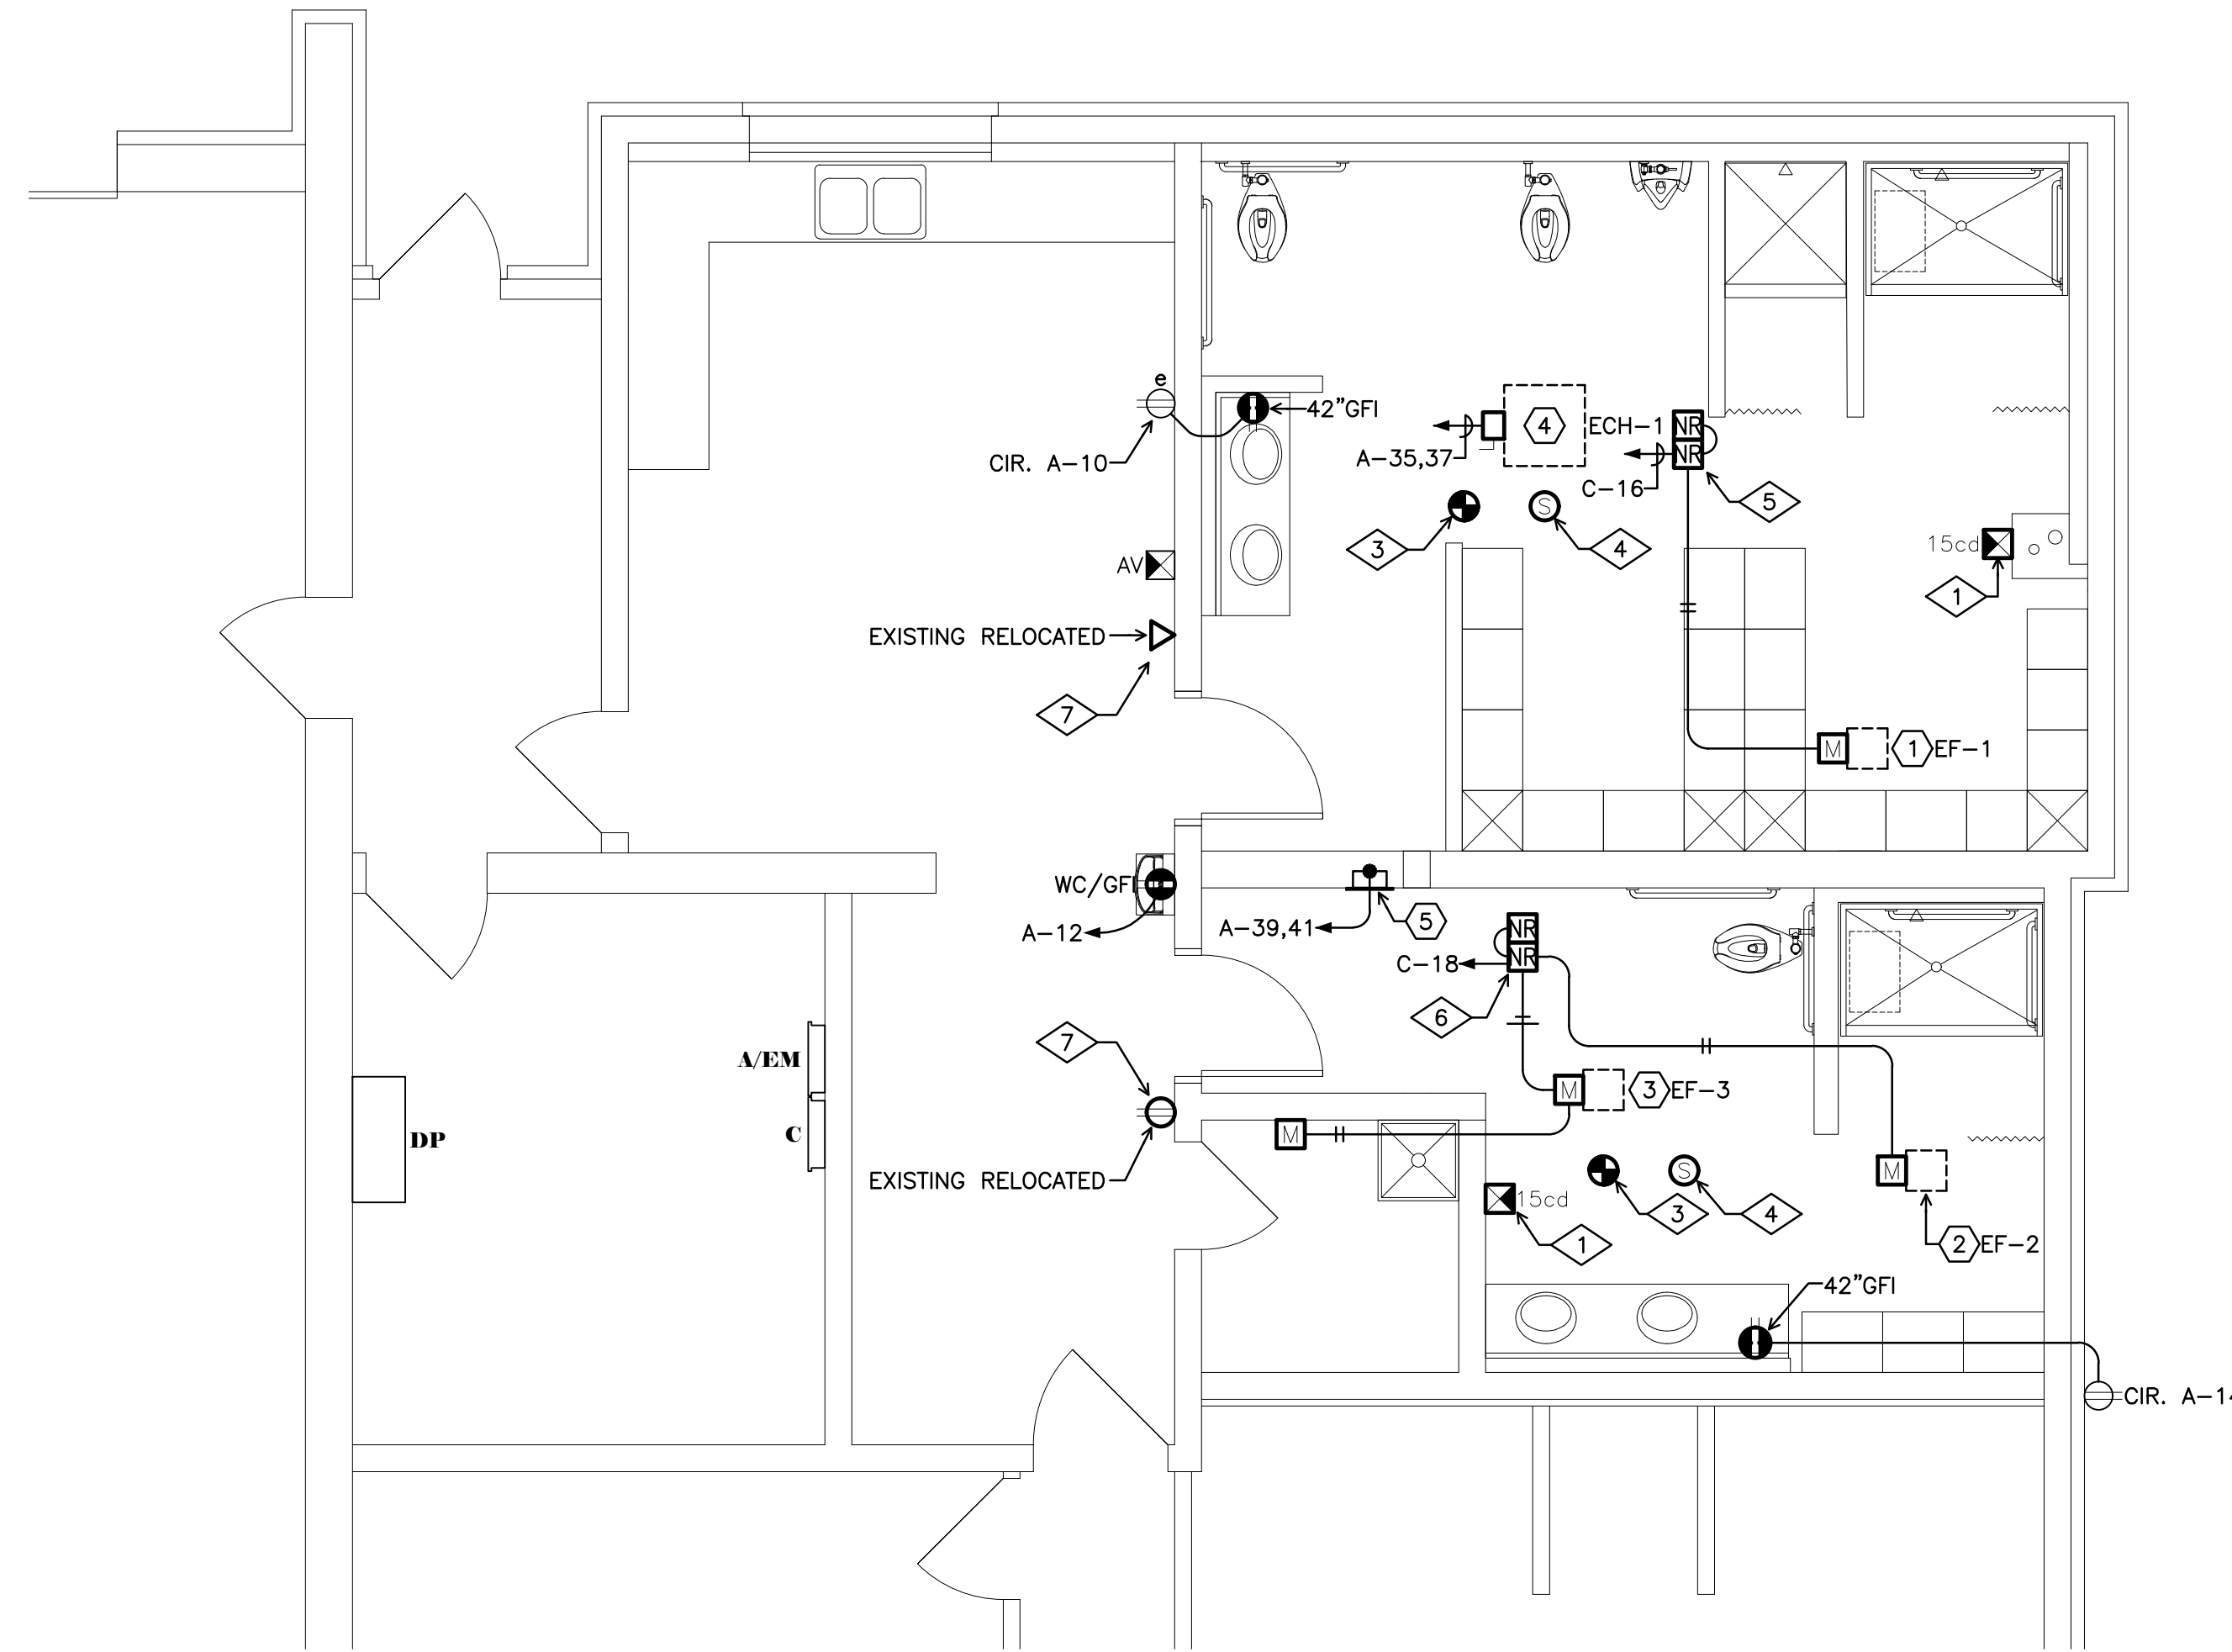 e
42"GFI
4
ECH-1
NR
NR
A-35,37
CIR. A-10
C-16
5
3
S
4
15cd
1
AV
EXISTING RELOCATED
7
M
1
EF-1
WC/GFI
A-12
A-39,41
5
NR
NR
C-18
6
7
A/EM
C
DP
M
3
EF-3
M
EXISTING RELOCATED
15cd
1
S
3
4
M
2
EF-2
42"GFI
CIR. A-14